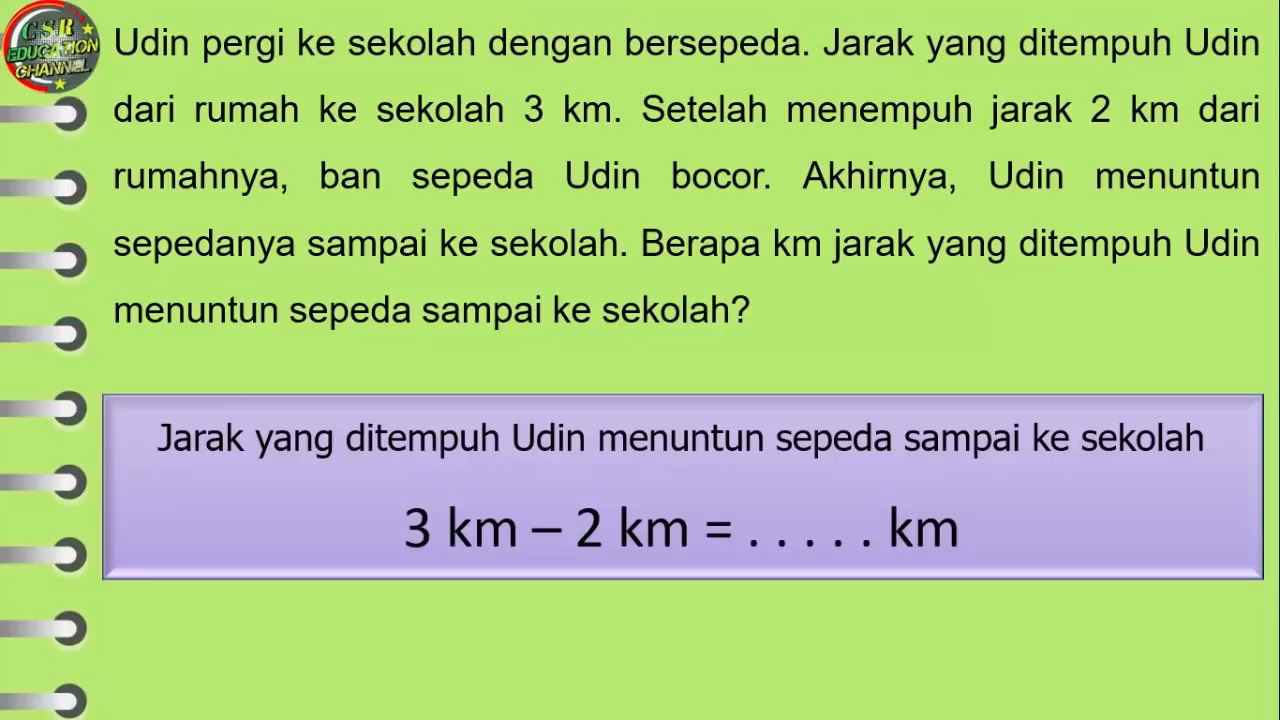 CSR
EDUCATION
CHANNEL
Udin pergi ke sekolah dengan bersepeda. Jarak yang ditempuh Udin
dari rumah ke sekolah 3 km. Setelah menempuh jarak 2 km dari
rumahnya, ban sepeda Udin bocor. Akhirnya, Udin menuntun
sepedanya sampai ke sekolah. Berapa km jarak yang ditempuh Udin
menuntun sepeda sampai ke sekolah?
Jarak yang ditempuh Udin menuntun sepeda sampai ke sekolah
3 km – 2 km = . . . . . km